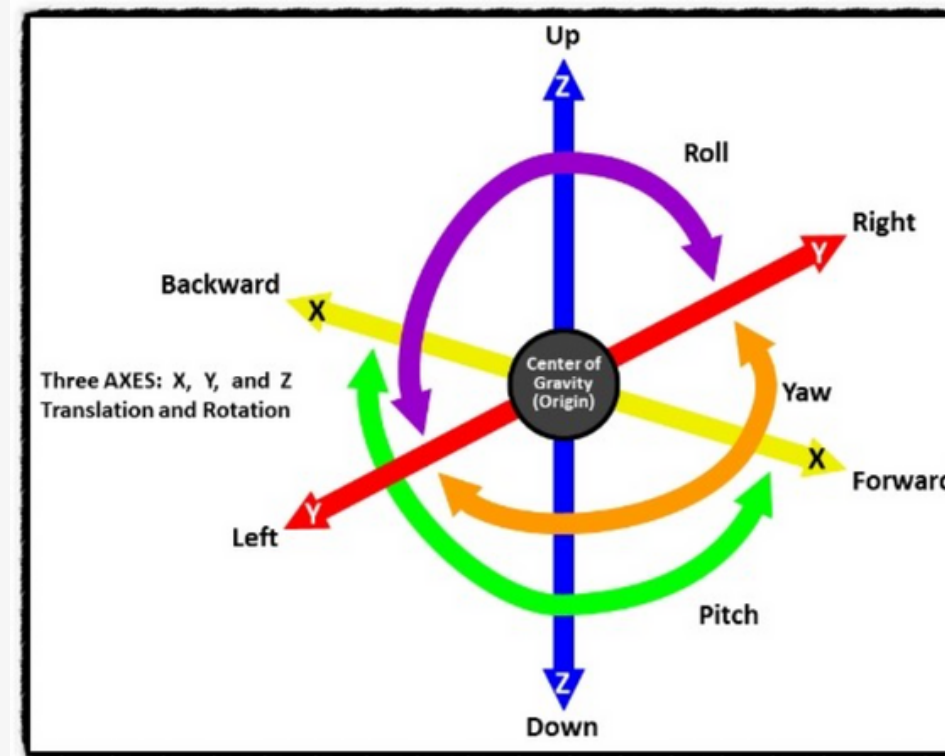 Up
Z
Roll
Right
Y
Backward
X
Center of
Gravity
(Origin)
Three AXES: X, Y, and Z
Translation and Rotation
Yaw
X
Forward
Y
Left
Pitch
Z
Down